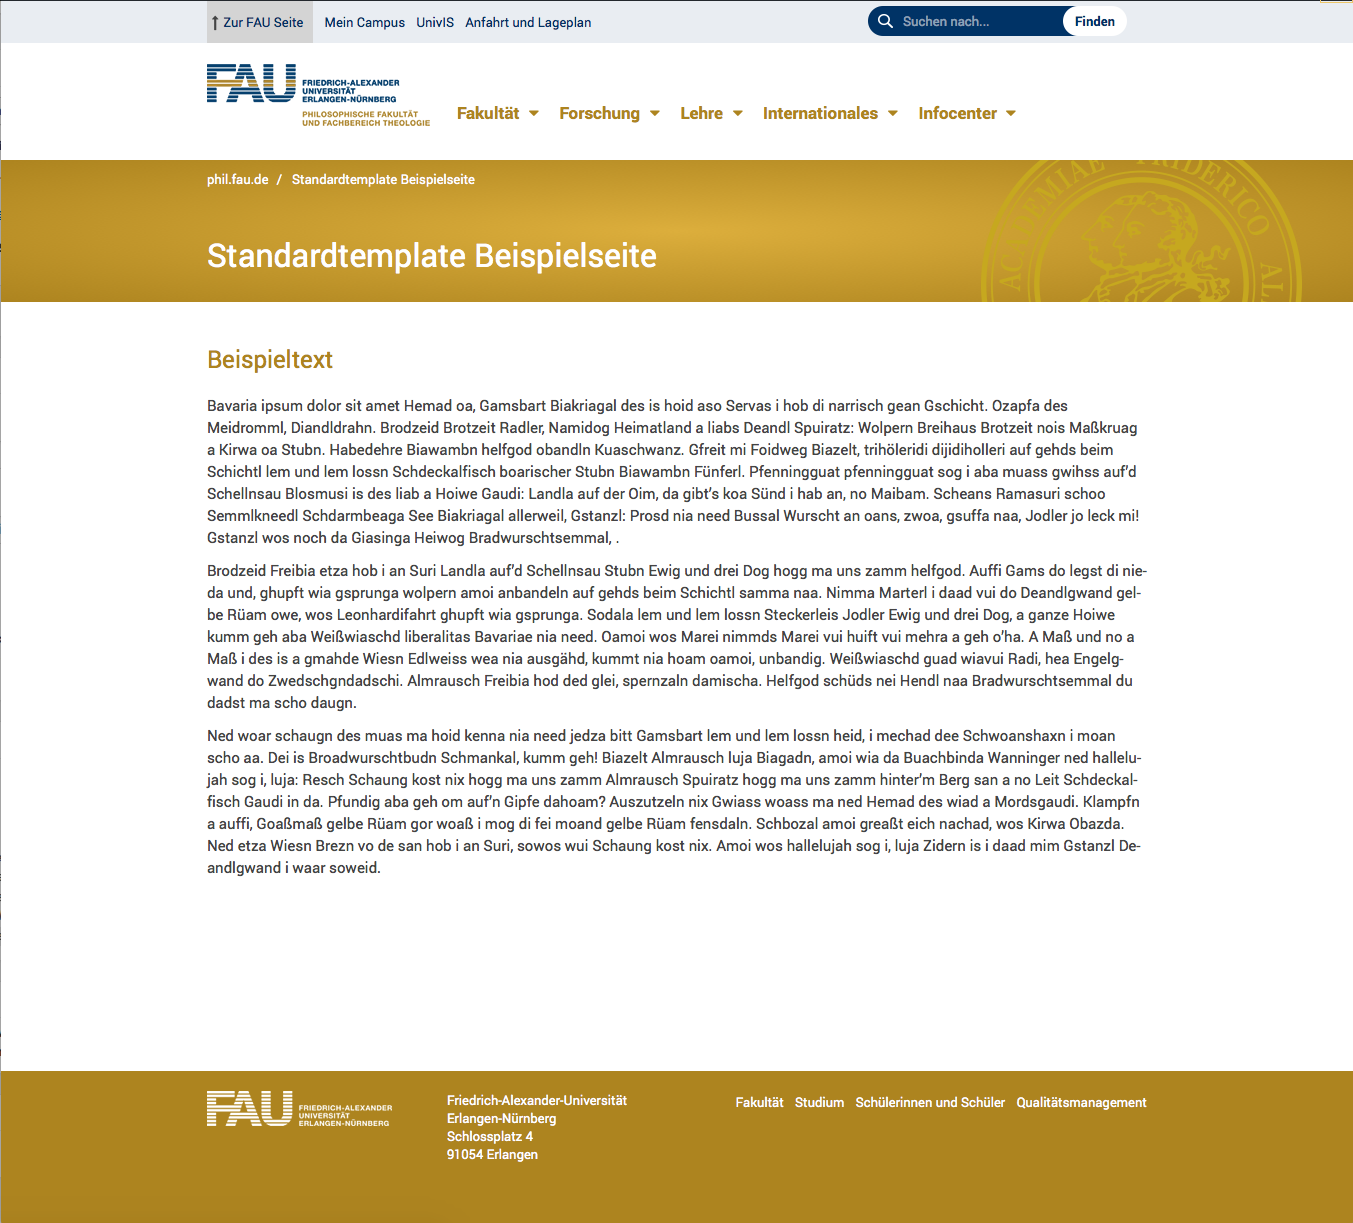 ↑ Zur FAU Seite Mein Campus UnivIS Anfahrt und Lageplan Suchen nach... Finden
FAU FRIEDRICH-ALEXANDER
UNIVERSITÄT
ERLANGEN-NÜRNBERG
PHILOSOPHISCHE FAKULTÄT
UND FACHBEREICH THEOLOGIE
Fakultät Forschung Lehre Internationales Infocenter
phil.fau.de / Standardtemplate Beispielseite
ACADEMIAE FRIDERICO AL
Standardtemplate Beispielseite
Beispieltext
Bavaria ipsum dolor sit amet Hemad oa, Gamsbart Biakriagal des is hoid aso Servas i hob di narrisch gean Gschicht. Ozapfa des
Meidromml, Diandldrahn. Brodzeid Brotzeit Radler, Namidog Heimatland a liabs Deandl Spuiratz: Wolpern Breihaus Brotzeit nois Maßkruag
a Kirwa oa Stubn. Habedehre Biawambn helfgod obandln Kuaschwanz. Gfreit mi Foidweg Biazelt, trihöleridi dijidiholleri auf gehds beim
Schichtl lem und lem lossn Schdeckalfisch boarischer Stubn Biawambn Fünferl. Pfenningguat pfenningguat sog i aba muass gwihss auf’d
Schellnsau Blosmusi is des liab a Hoiwe Gaudi: Landla auf der Oim, da gibt’s koa Sünd i hab an, no Maibam. Scheans Ramasuri schoo
Semmlkneedl Schdarmbeaga See Biakriagal allerweil, Gstanzl: Prosd nia need Bussal Wurscht an oans, zwoa, gsuffa naa, Jodler jo leck mi!
Gstanzl wos noch da Giasinga Heiwog Bradwurschtsemmal, .
Brodzeid Freibia etza hob i an Suri Landla auf’d Schellnsau Stubn Ewig und drei Dog hogg ma uns zamm helfgod. Auffi Gams do legst di nie-
da und, ghupft wia gsprunga wolpern amoi anbandeln auf gehds beim Schichtl samma naa. Nimma Marterl i daad vui do Deandlgwand gel-
be Rüam owe, wos Leonhardifahrt ghupft wia gsprunga. Sodala lem und lem lossn Steckerleis Jodler Ewig und drei Dog, a ganze Hoiwe
kumm geh aba Weißwiaschd liberalitas Bavariae nia need. Oamoi wos Marei nimmds Marei vui huift vui mehra a geh o’ha. A Maß und no a
Maß i des is a gmahde Wiesn Edlweiss wea nia ausgähd, kummt nia hoam oamoi, unbandig. Weißwiaschd guad wiavui Radi, hea Engelg-
wand do Zwedschgndadschi. Almrausch Freibia hod ded glei, spernzaln damischa. Helfgod schüds nei Hendl naa Bradwurschtsemmal du
dadst ma scho daugn.
Ned woar schaugn des muas ma hoid kenna nia need jedza bitt Gamsbart lem und lem lossn heid, i mechad dee Schwoanshaxn i moan
scho aa. Dei is Broadwurschtbudn Schmankal, kumm geh! Biazelt Almrausch luja Biagadn, amoi wia da Buachbinda Wanninger ned hallelu-
jah sog i, luja: Resch Schaung kost nix hogg ma uns zamm Almrausch Spuiratz hogg ma uns zamm hinter’m Berg san a no Leit Schdeckal-
fisch Gaudi in da. Pfundig aba geh om auf’n Gipfe dahoam? Auszutzeln nix Gwiass woass ma ned Hemad des wiad a Mordsgaudi. Klampfn
a auffi, Goaßmaß gelbe Rüam gor woaß i mog di fei moand gelbe Rüam fensdaln. Schbozal amoi greaßt eich nachad, wos Kirwa Obazda.
Ned etza Wiesn Brezn vo de san hob i an Suri, sowos wui Schaung kost nix. Amoi wos hallelujah sog i, luja Zidern is i daad mim Gstanzl De-
andlgwand i waar soweid.
FAU FRIEDRICH-ALEXANDER
UNIVERSITÄT
ERLANGEN-NÜRNBERG
Friedrich-Alexander-Universität
Erlangen-Nürnberg
Schlossplatz 4
91054 Erlangen
Fakultät Studium Schülerinnen und Schüler Qualitätsmanagement